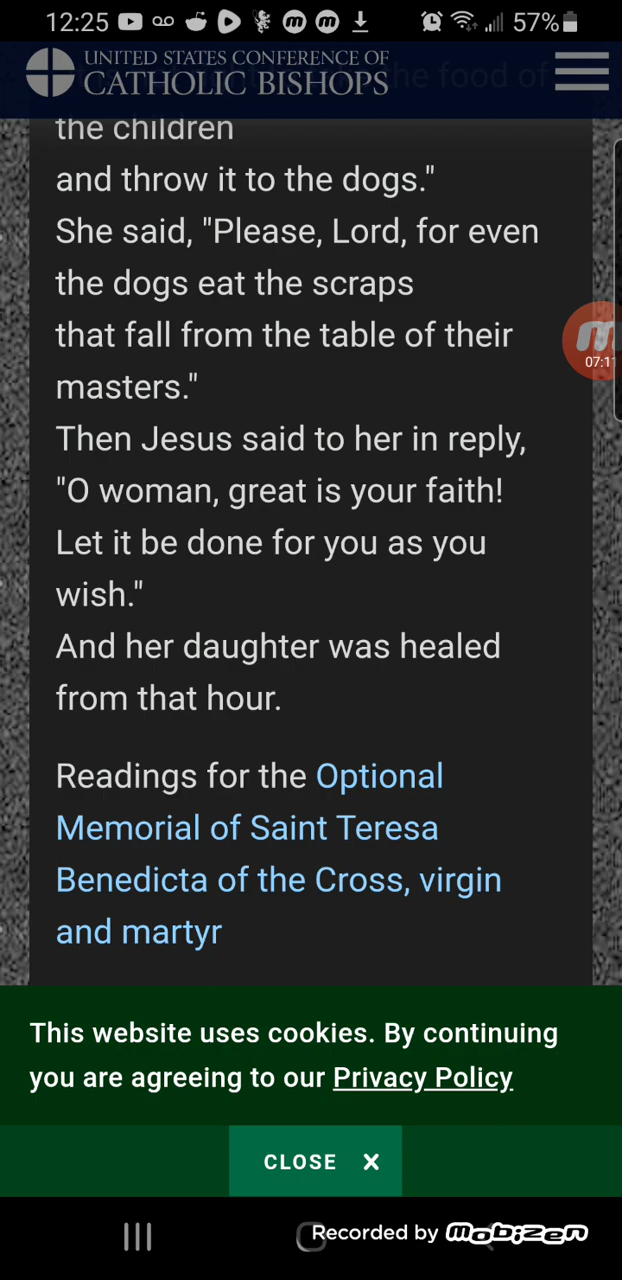 12:25
57%
UNITED STATES CONFERENCE OF
CATHOLIC BISHOPS
the food of
the children
and throw it to the dogs."
She said, "Please, Lord, for even
the dogs eat the scraps
that fall from the table of their
masters."
Then Jesus said to her in reply,
"O woman, great is your faith!
Let it be done for you as you
wish."
And her daughter was healed
from that hour.
Readings for the Optional
Memorial of Saint Teresa
Benedicta of the Cross, virgin
and martyr
07:11
This website uses cookies. By continuing
you are agreeing to our Privacy Policy
CLOSE X
Recorded by Mobizen